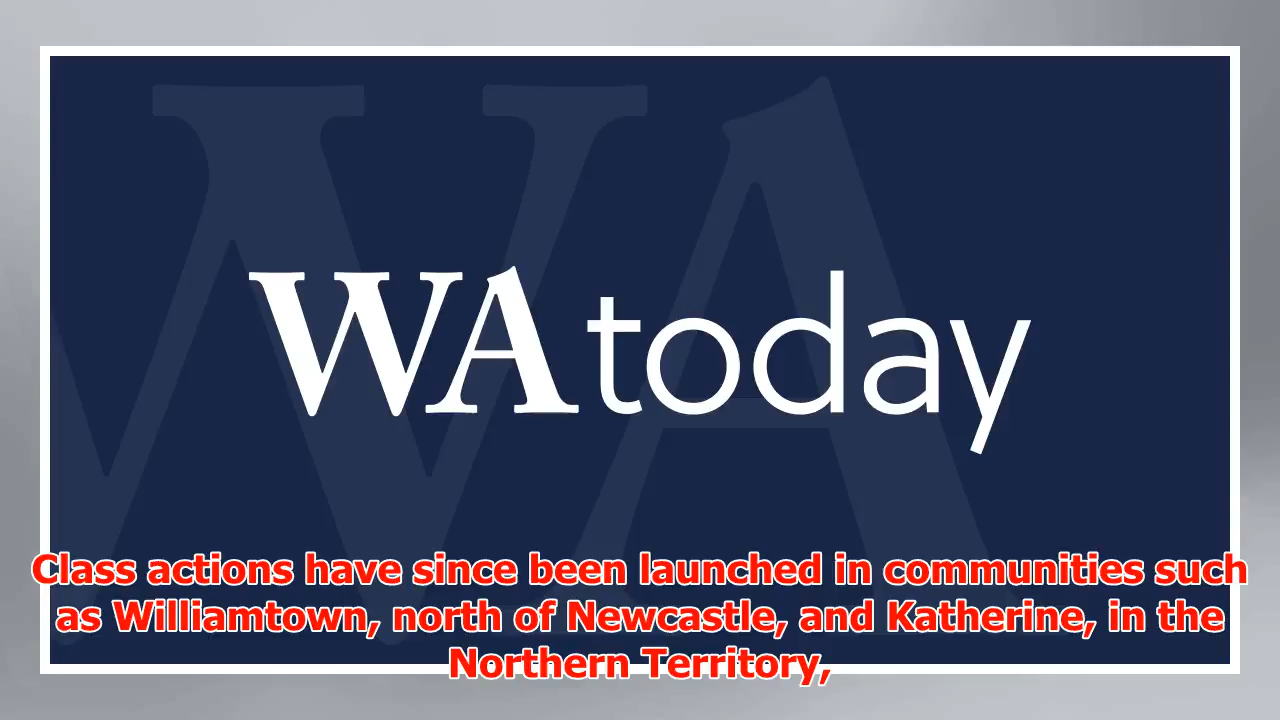 WAtoday
Class actions have since been launched in communities such
as Williamtown, north of Newcastle, and Katherine, in the
Northern Territory,